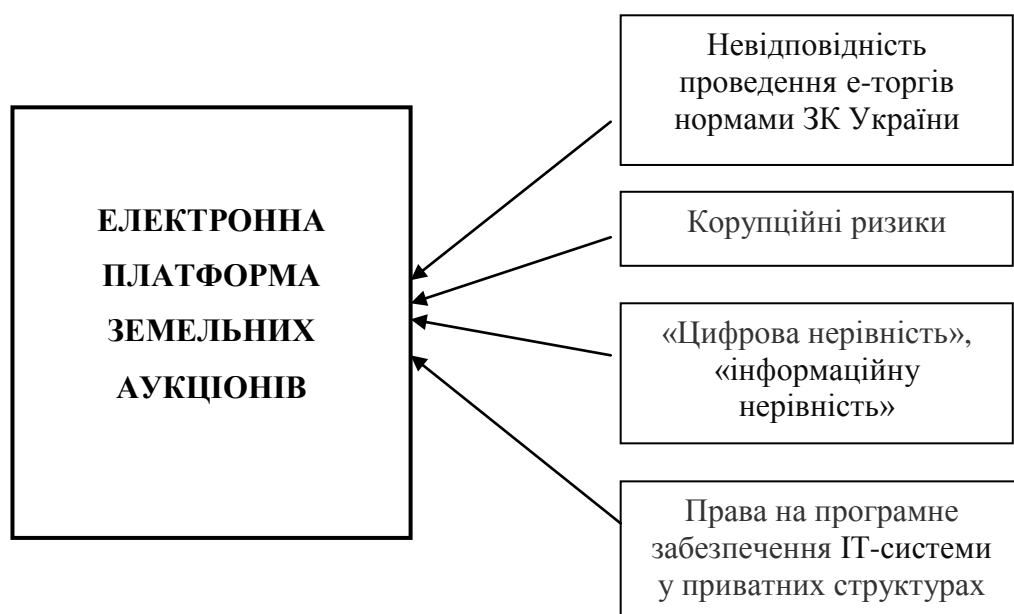 ЕЛЕКТРОННА
ПЛАТФОРМА
ЗЕМЕЛЬНИХ
АУКЦІОНІВ
Невідповідність
проведення е-торгів
нормами ЗК України
Корупційні ризики
«Цифрова нерівність»,
«інформаційну
нерівність»
Права на програмне
забезпечення ІТ-системи
у приватних структурах